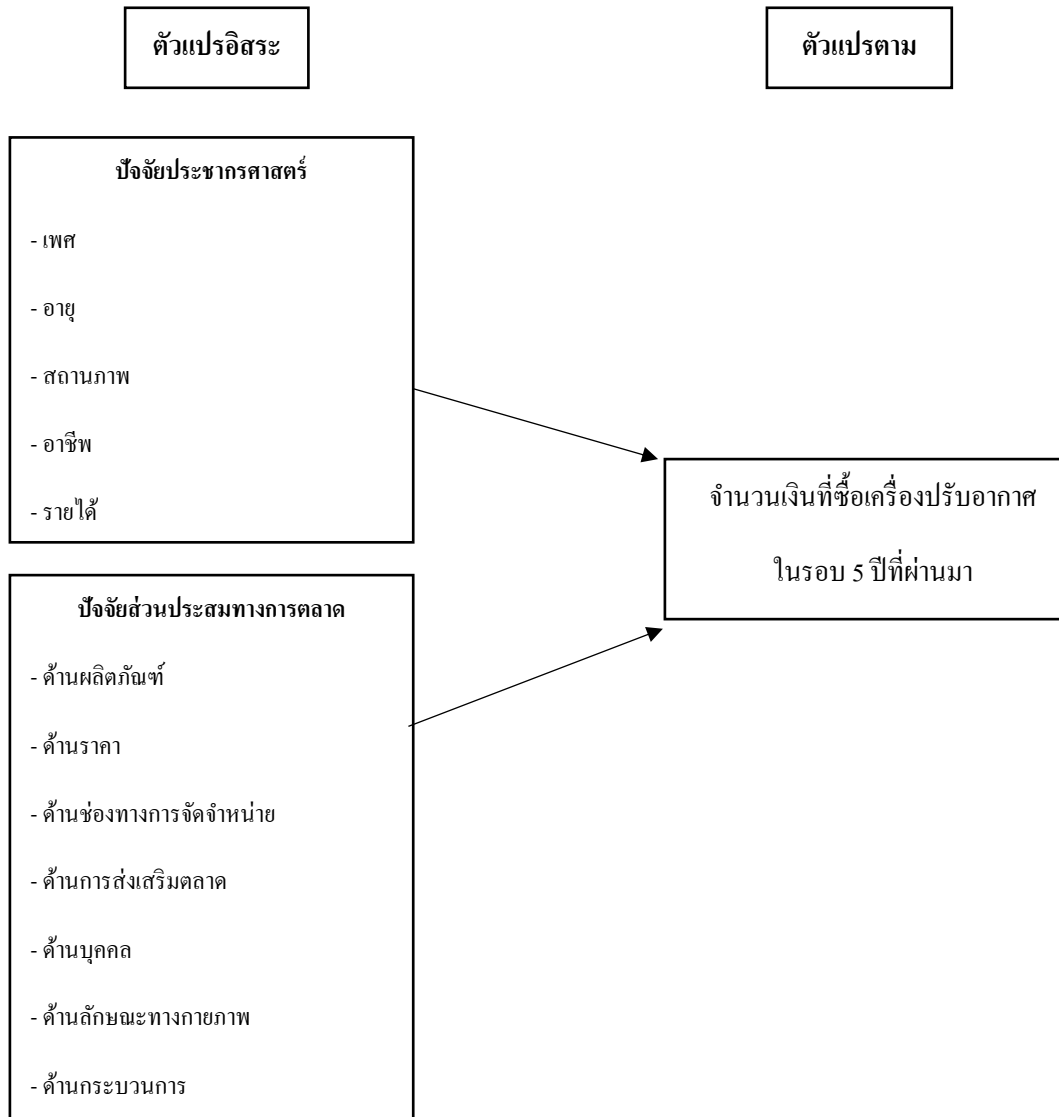 ตัวแปรอิสระ
ตัวแปรตาม
ปัจจัยประชากรศาสตร์
- เพศ
- อายุ
- สถานภาพ
- อาชีพ
- รายได้
จำนวนเงินที่ซื้อเครื่องปรับอากาศ
ในรอบ 5 ปีที่ผ่านมา
ปัจจัยส่วนประสมทางการตลาด
- ด้านผลิตภัณฑ์
- ด้านราคา
- ด้านช่องทางการจัดจำหน่าย
- ด้านการส่งเสริมตลาด
- ด้านบุคคล
- ด้านลักษณะทางกายภาพ
- ด้านกระบวนการ